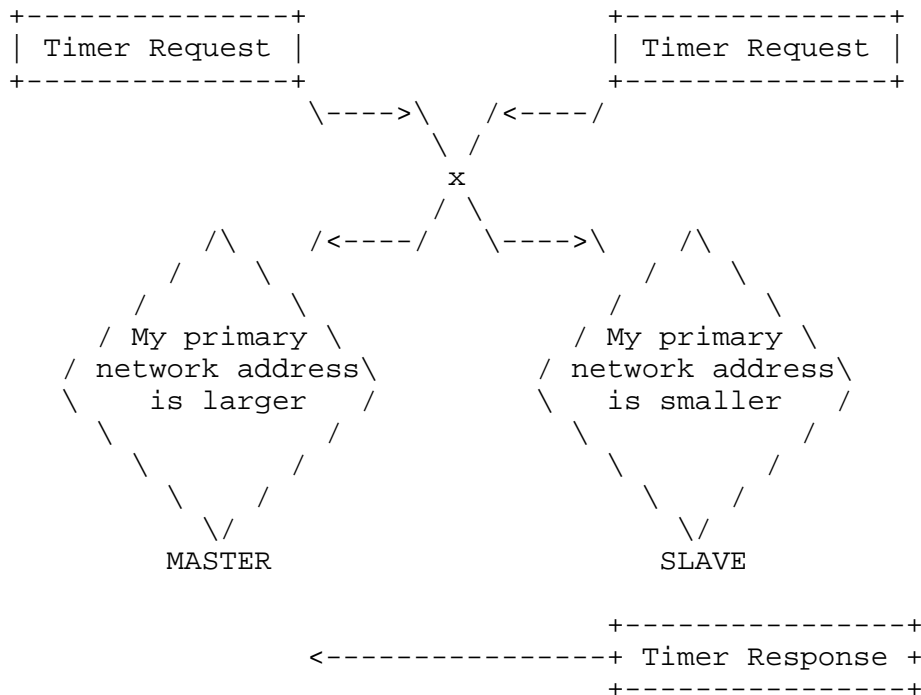 Timer Request Timer Request
x
My primary My primary
network address network address
is larger is smaller
MASTER SLAVE
Timer Response